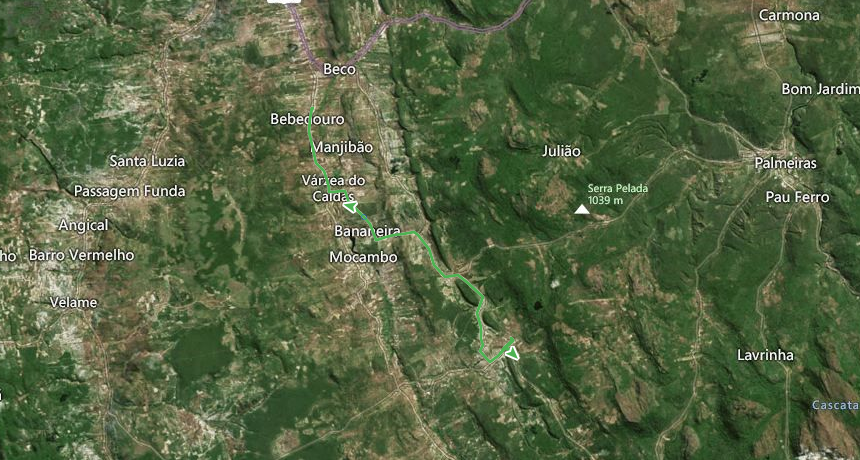 Carmona
Beco
Bom Jardim
Bebedouro
Manjibão
Julião
Santa Luzia
Palmeiras
Várzea do
Caldas
Passagem Funda
Serra Pelada
1039 m
Pau Ferro
Angical
Bananeira
ho
Barro Vermelho
Mocambo
Velame
Lavrinha
Cascata